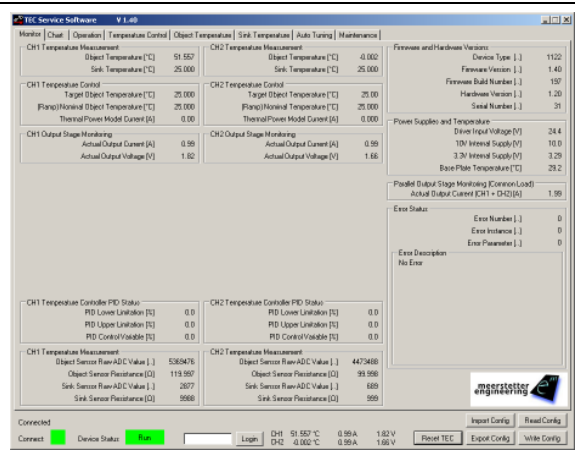 TEC Service Software V 1.40
Monitor Chart Operation Temperature Control Object Temperature Sink Temperature Auto Tuning Maintenance
CH1 Temperature Measurement
Object Temperature [°C] 51.557
Sink Temperature [°C] 25.000
CH1 Temperature Control
Target Object Temperature [°C] 25.000
(Ramp) Nominal Object Temperature [°C] 25.000
Thermal Power Model Current [A] 0.00
CH1 Output Stage Monitoring
Actual Output Current [A] 0.99
Actual Output Voltage [V] 1.82
CH1 Temperature Controller PID Status
PID Lower Limitation [%] 0.0
PID Upper Limitation [%] 0.0
PID Control Variable [%] 0.0
CH1 Temperature Measurement
Object Sensor Raw ADC Value [..] 5369476
Object Sensor Resistance [Ω] 119.997
Sink Sensor Raw ADC Value [..] 2877
Sink Sensor Resistance [Ω] 9988
CH2 Temperature Measurement
Object Temperature [°C] -0.002
Sink Temperature [°C] 25.000
CH2 Temperature Control
Target Object Temperature [°C] 25.00
(Ramp) Nominal Object Temperature [°C] 25.000
Thermal Power Model Current [A] 0.000
CH2 Output Stage Monitoring
Actual Output Current [A] 0.99
Actual Output Voltage [V] 1.66
CH2 Temperature Controller PID Status
PID Lower Limitation [%] 0.0
PID Upper Limitation [%] 0.0
PID Control Variable [%] 0.0
CH2 Temperature Measurement
Object Sensor Raw ADC Value [..] 4473488
Object Sensor Resistance [Ω] 99.998
Sink Sensor Raw ADC Value [..] 689
Sink Sensor Resistance [Ω] 999
Firmware and Hardware Versions
Device Type [..] 1122
Firmware Version [..] 1.40
Firmware Build Number [..] 197
Hardware Version [..] 1.20
Serial Number [..] 31
Power Supplies and Temperature
Driver Input Voltage [V] 24.4
10V Internal Supply [V] 10.0
3.3V Internal Supply [V] 3.29
Base Plate Temperature [°C] 29.2
Parallel Output Stage Monitoring (Common Load)
Actual Output Current (CH1 + CH2) [A] 1.99
Error Status
Error Number [..] 0
Error Instance [..] 0
Error Parameter [..] 0
Error Description
No Error
meerstetter
engineering
Connected
Connect Device Status Run Login
CH1 51.557 °C 0.99 A 1.82 V
CH2 -0.002 °C 0.99 A 1.66 V
Import Config Read Config
Reset TEC Export Config Write Config